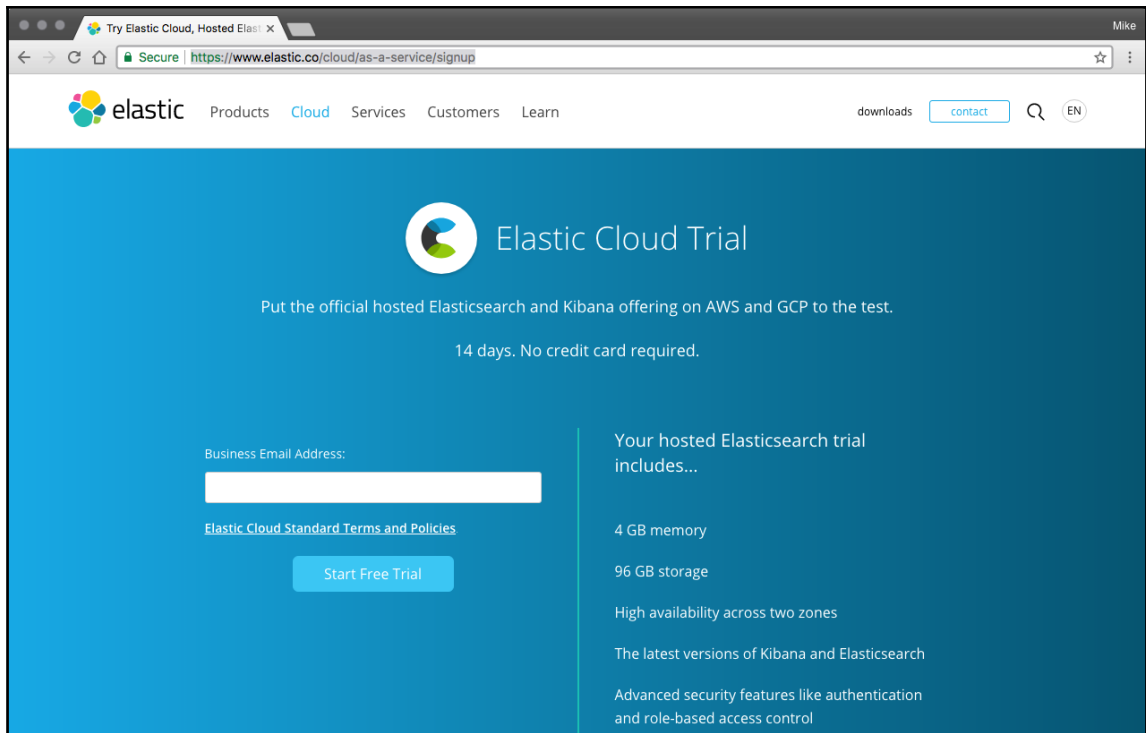 Try Elastic Cloud, Hosted Elast
Mike
Secure https://www.elastic.co/cloud/as-a-service/signup
elastic Products Cloud Services Customers Learn downloads contact EN
Elastic Cloud Trial
Put the official hosted Elasticsearch and Kibana offering on AWS and GCP to the test.
14 days. No credit card required.
Business Email Address:
Elastic Cloud Standard Terms and Policies
Start Free Trial
Your hosted Elasticsearch trial
includes...
4 GB memory
96 GB storage
High availability across two zones
The latest versions of Kibana and Elasticsearch
Advanced security features like authentication
and role-based access control